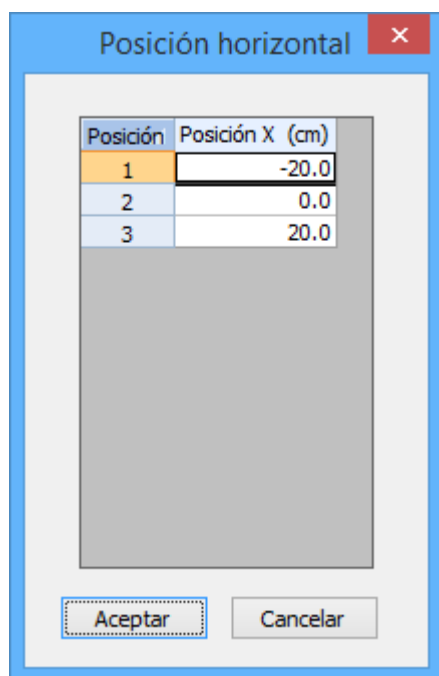 Posición horizontal
Posición Posición X (cm)
1 -20.0
2 0.0
3 20.0
Aceptar Cancelar